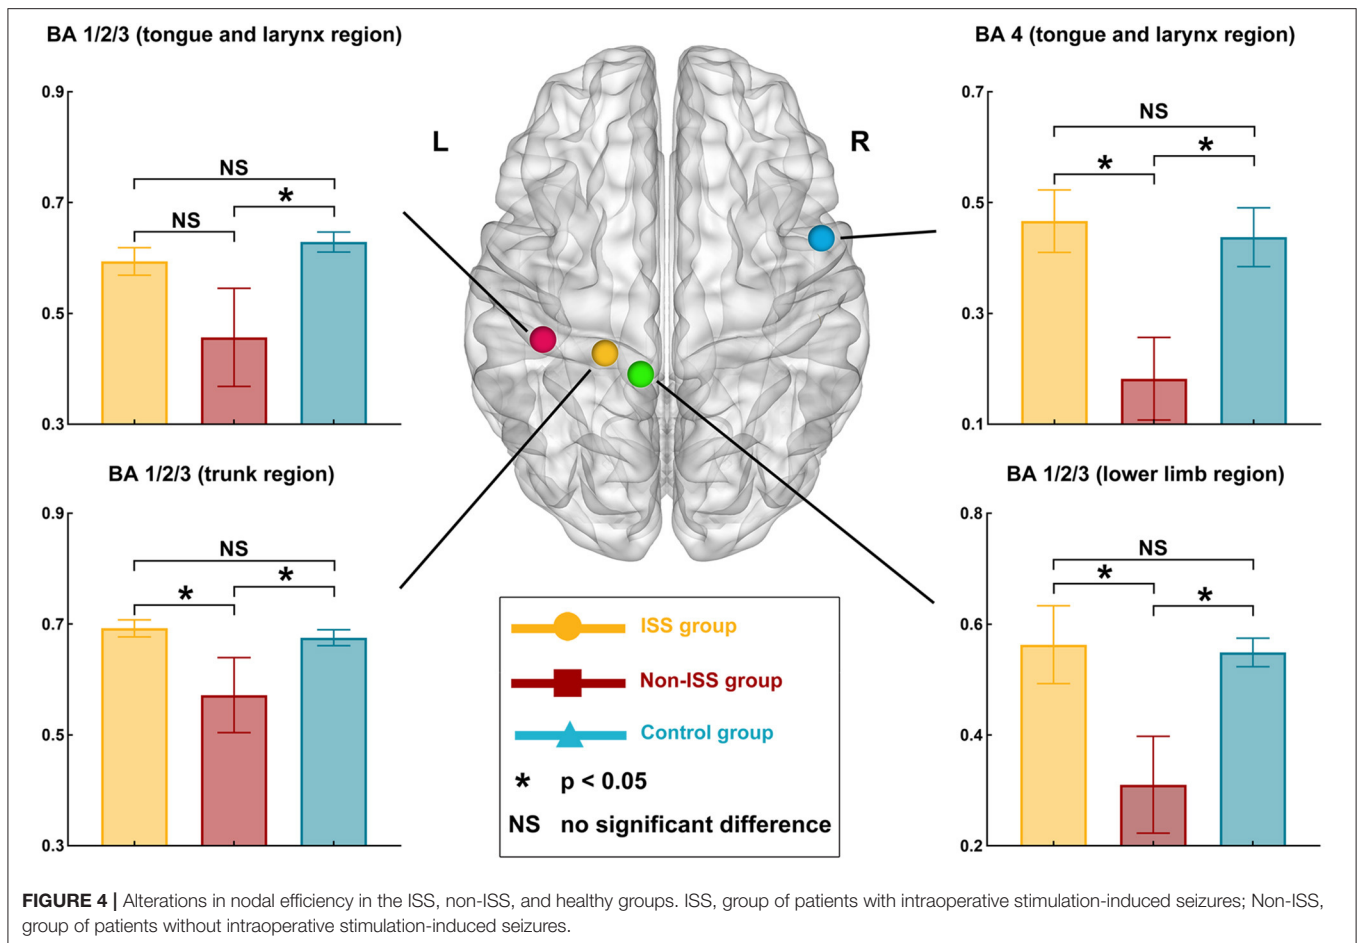 BA 1/2/3 (tongue and larynx region)
0.9
0.7
0.5
0.3
NS
NS
*
L
R
BA 4 (tongue and larynx region)
0.7
0.5
0.3
0.1
NS
*
*
BA 1/2/3 (trunk region)
0.9
0.7
0.5
0.3
NS
*
*
BA 1/2/3 (lower limb region)
0.8
0.6
0.4
0.2
NS
*
*
ISS group
Non-ISS group
Control group
* p < 0.05
NS no significant difference
FIGURE 4 | Alterations in nodal efficiency in the ISS, non-ISS, and healthy groups. ISS, group of patients with intraoperative stimulation-induced seizures; Non-ISS,
group of patients without intraoperative stimulation-induced seizures.